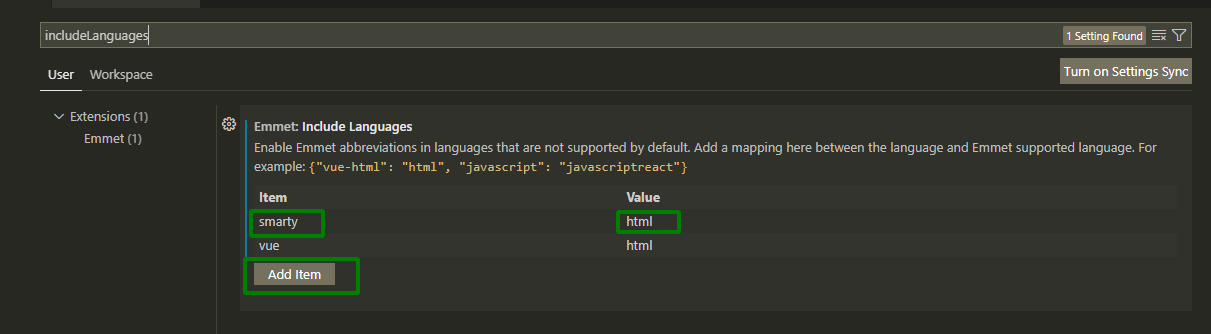 includeLanguages
1 Setting Found
User Workspace
Turn on Settings Sync
Extensions (1)
Emmet (1)
Emmet: Include Languages
Enable Emmet abbreviations in languages that are not supported by default. Add a mapping here between the language and Emmet supported language. For
example: {"vue-html": "html", "javascript": "javascriptreact"}
Item Value
smarty html
vue html
Add Item